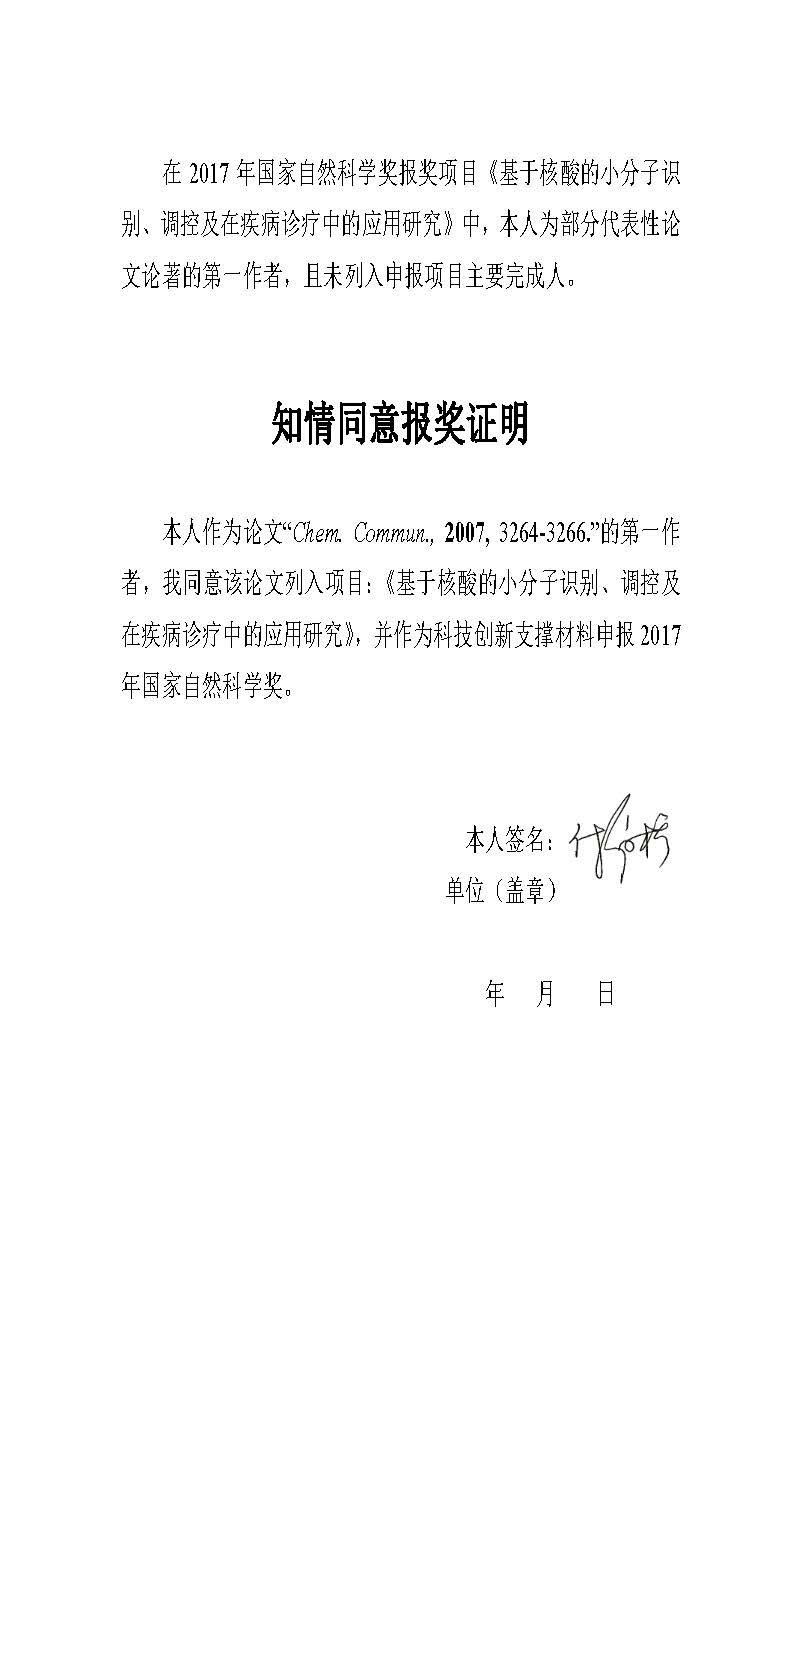 在 2017 年国家自然科学奖报奖项目《基于核酸的小分子识
别、调控及在疾病诊疗中的应用研究》中，本人为部分代表性论
文论著的第一作者，且未列入申报项目主要完成人。
知情同意报奖证明
本人作为论文“Chem. Commun., 2007, 3264-3266.”的第一作
者，我同意该论文列入项目：《基于核酸的小分子识别、调控及
在疾病诊疗中的应用研究》，并作为科技创新支撑材料申报 2017
年国家自然科学奖。
本人签名：
单位（盖章）
年 月 日